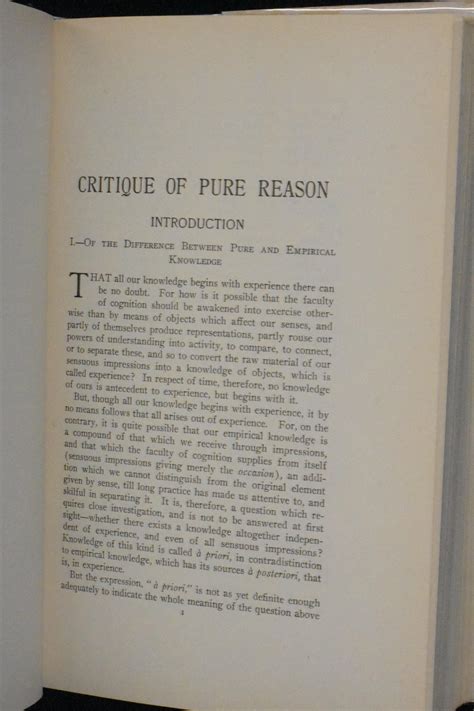 CRITIQUE OF PURE REASON
INTRODUCTION
I.—Of the Difference Between Pure and Empirical
Knowledge
THAT all our knowledge begins with experience there can
be no doubt. For how is it possible that the faculty
of cognition should be awakened into exercise other-
wise than by means of objects which affect our senses, and
partly of themselves produce representations, partly rouse our
powers of understanding into activity, to compare, to connect,
or to separate these, and so to convert the raw material of our
sensuous impressions into a knowledge of objects, which is
called experience? In respect of time, therefore, no knowledge
of ours is antecedent to experience, but begins with it.
But, though all our knowledge begins with experience, it by
no means follows that all arises out of experience. For, on the
contrary, it is quite possible that our empirical knowledge is
a compound of that which we receive through impressions,
and that which the faculty of cognition supplies from itself
(sensuous impressions giving merely the occasion), an addi-
tion which we cannot distinguish from the original element
given by sense, till long practice has made us attentive to, and
skilful in separating it. It is, therefore, a question which re-
quires close investigation, and is not to be answered at first
sight—whether there exists a knowledge altogether indepen-
dent of experience, and even of all sensuous impressions?
Knowledge of this kind is called à priori, in contradistinction
to empirical knowledge, which has its sources à posteriori, that
is, in experience.
But the expression, “à priori,” is not as yet definite enough
adequately to indicate the whole meaning of the question above
1